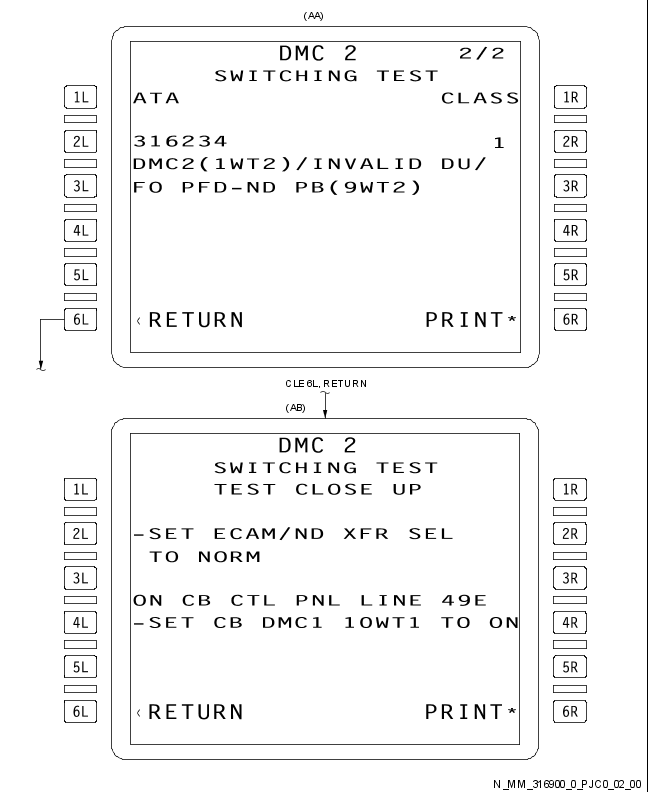 (AA)
DMC 2 2/2
SWITCHING TEST
1L ATA CLASS 1R
2L 316234 1 2R
DMC2(1WT2)/INVALID DU/
3L FO PFD-ND PB(9WT2) 3R
4L 4R
5L 5R
6L <RETURN PRINT* 6R
CLE6L, RETURN
(AB)
DMC 2
SWITCHING TEST
1L TEST CLOSE UP 1R
2L -SET ECAM/ND XFR SEL 2R
TO NORM
3L 3R
ON CB CTL PNL LINE 49E
4L -SET CB DMC1 10WT1 TO ON 4R
5L 5R
6L <RETURN PRINT* 6R
N_MM_316900_0_PJC0_02_00